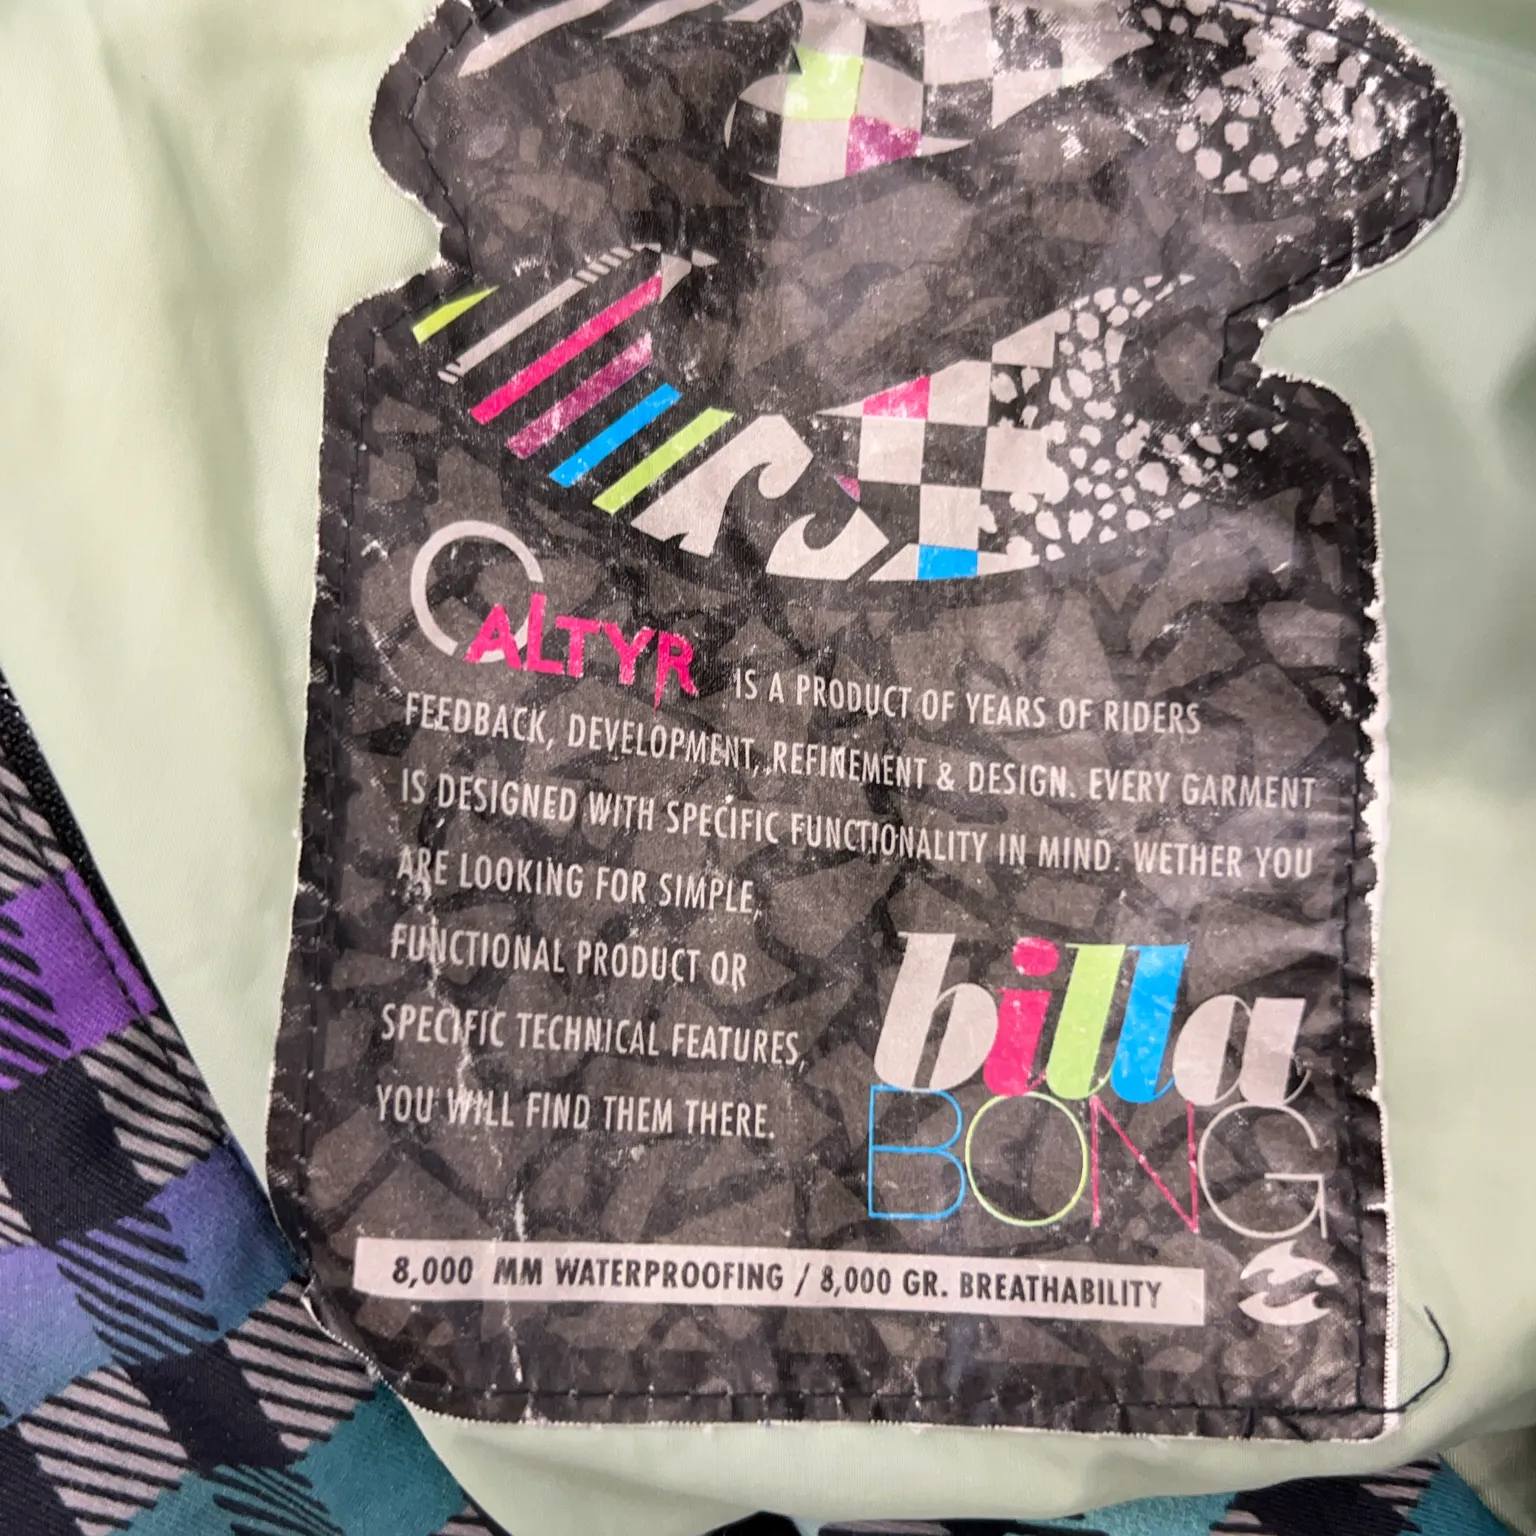 QALTYR IS A PRODUCT OF YEARS OF RIDERS
FEEDBACK, DEVELOPMENT, REFINEMENT & DESIGN. EVERY GARMENT
IS DESIGNED WITH SPECIFIC FUNCTIONALITY IN MIND. WETHER YOU
ARE LOOKING FOR SIMPLE,
FUNCTIONAL PRODUCT OR
SPECIFIC TECHNICAL FEATURES,
YOU WILL FIND THEM THERE.
billa
BONG
8,000 MM WATERPROOFING / 8,000 GR. BREATHABILITY